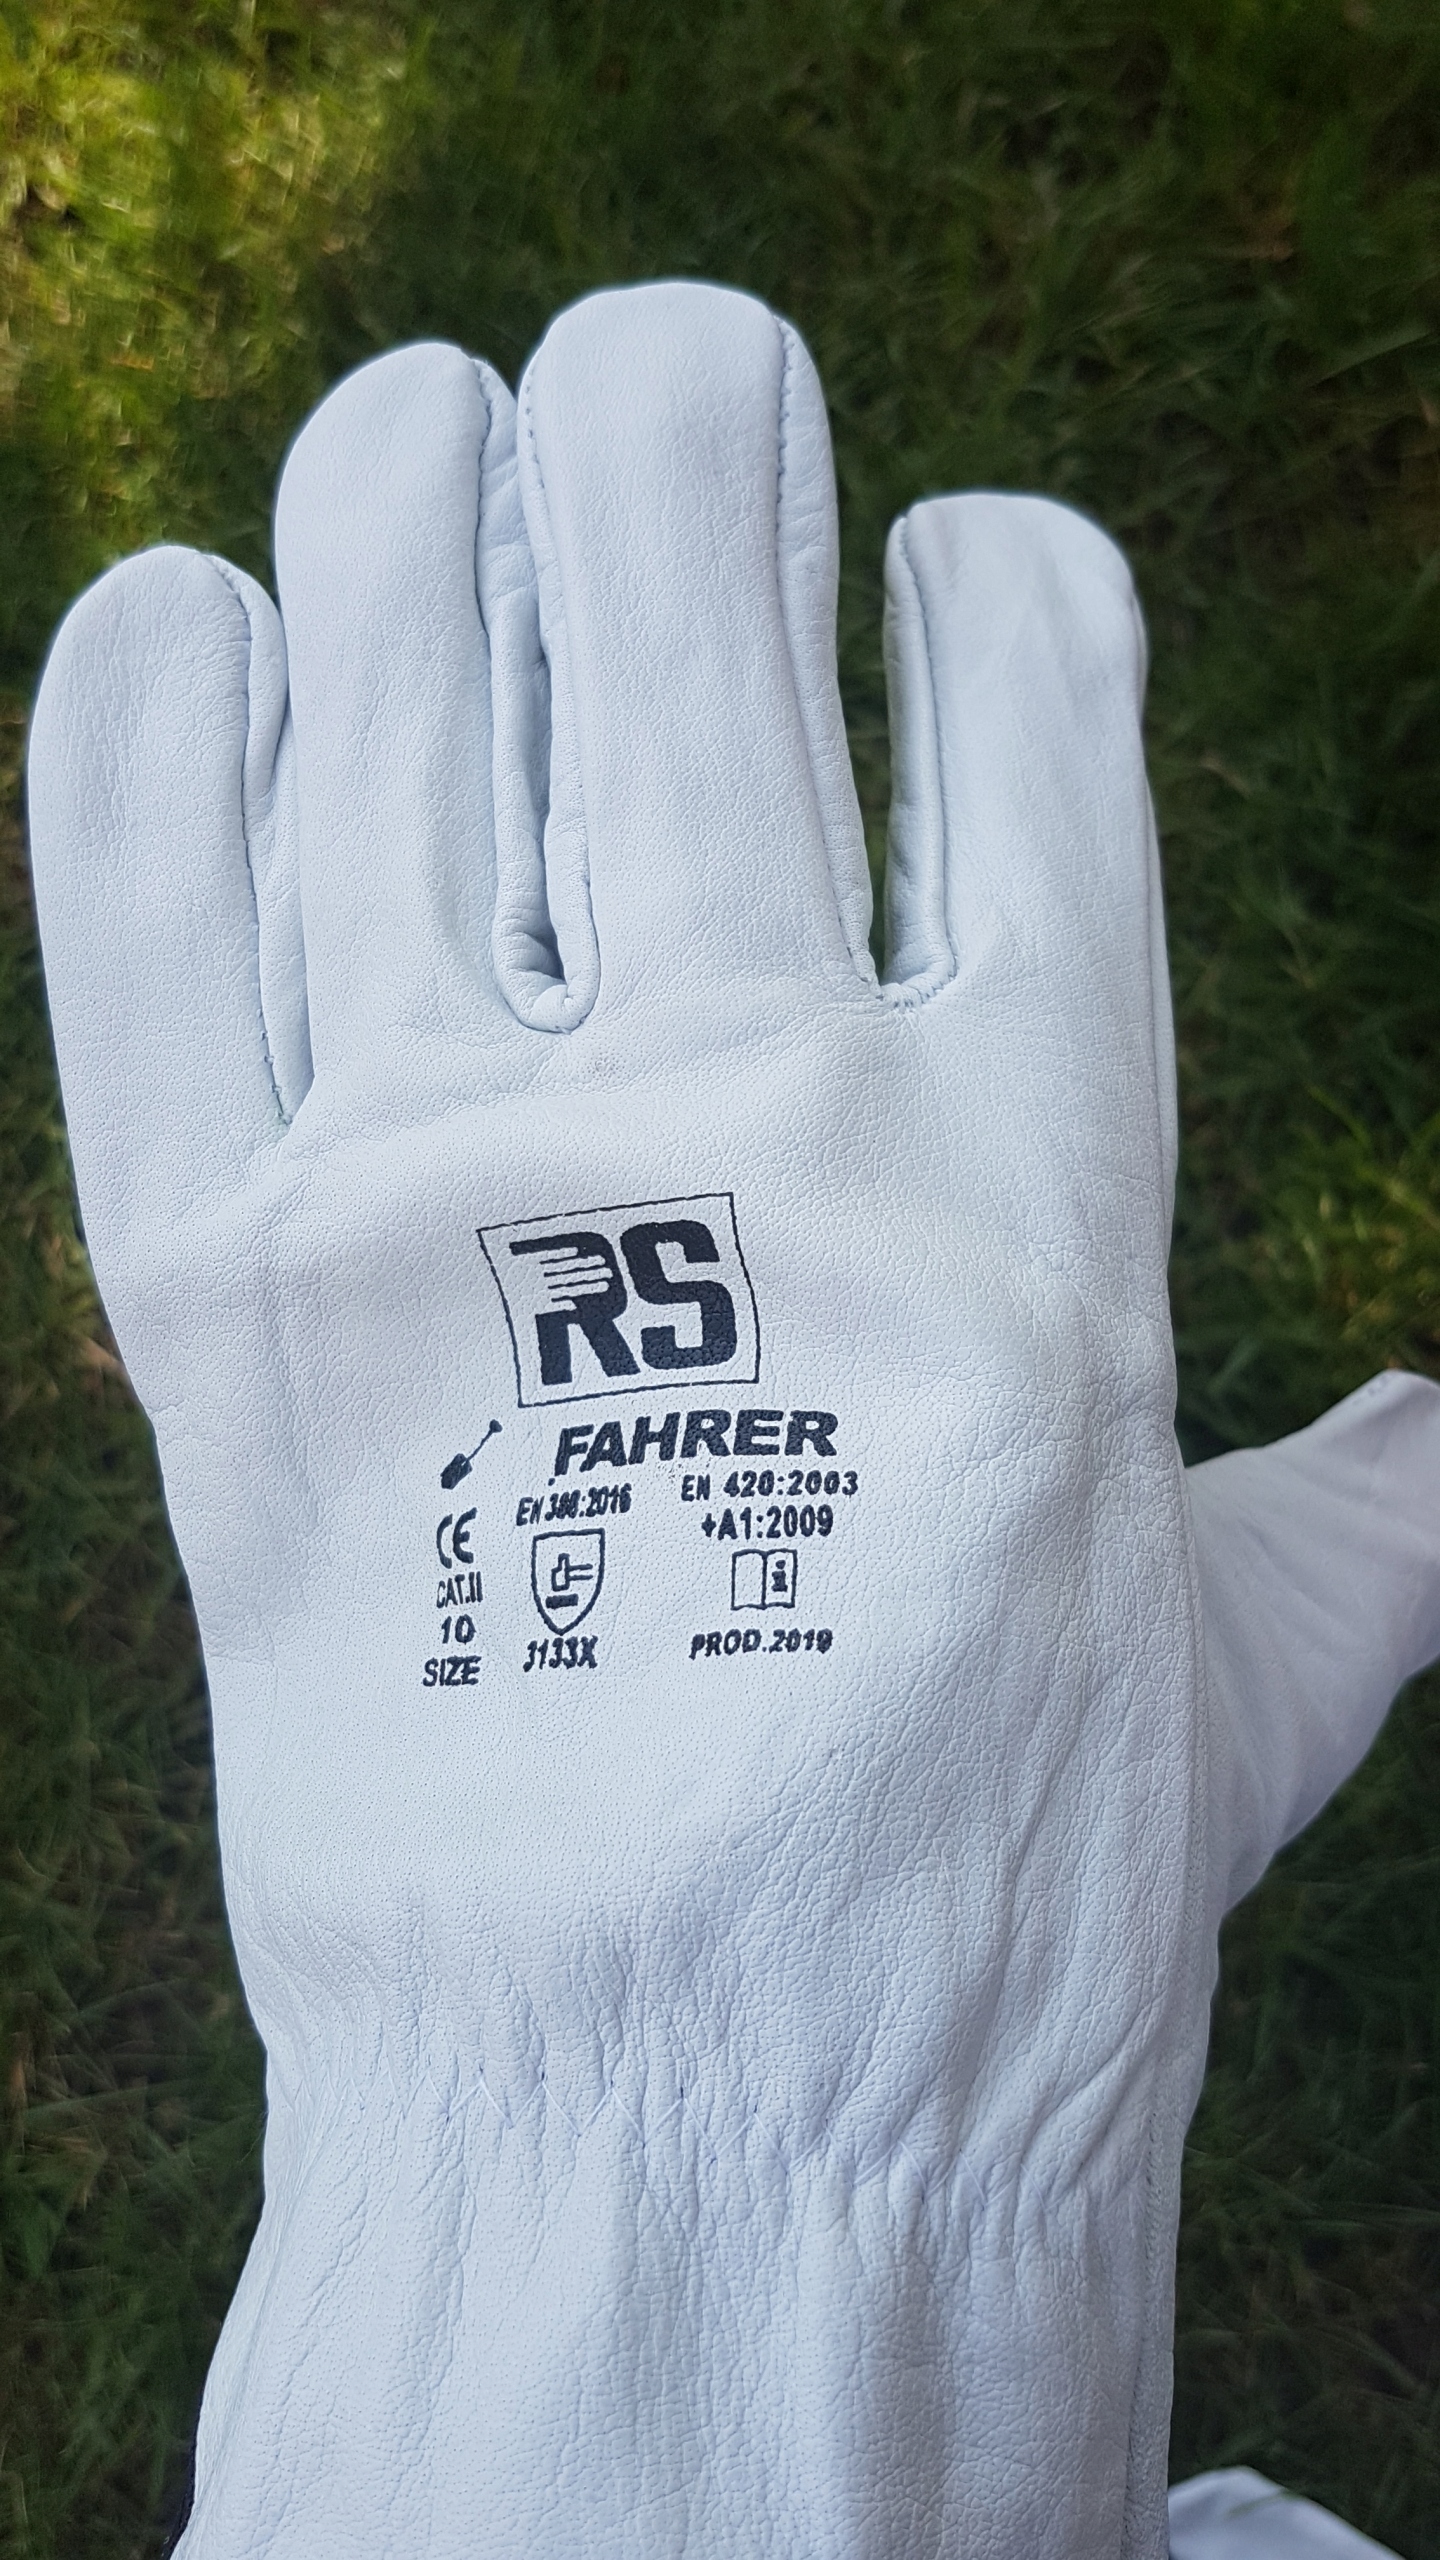 RS
FAHRER
EN 388:2016
EN 420:2003
+A1:2009
CE
CAT.II
10
SIZE
3133X
i
PROD.2019